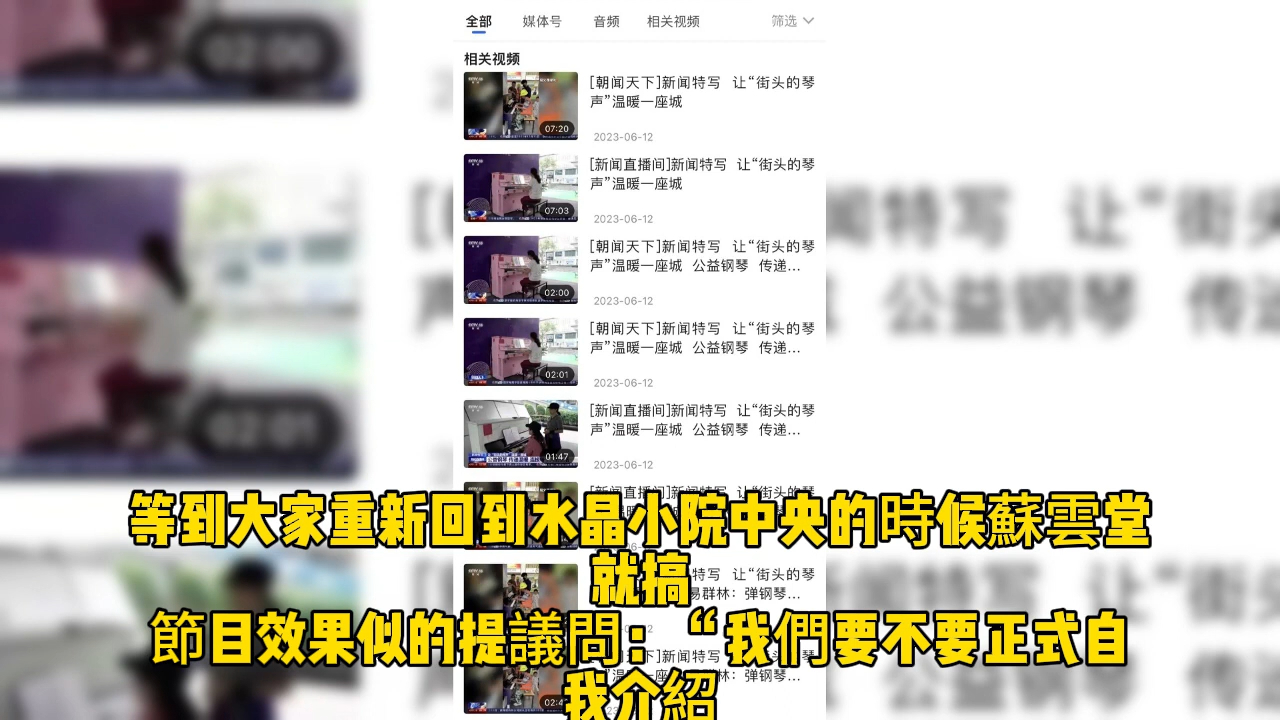 全部 媒体号 音频 相关视频 筛选
相关视频
[朝闻天下]新闻特写 让“街头的琴
声”温暖一座城
07:20
2023-06-12
[新闻直播间]新闻特写 让“街头的琴
声”温暖一座城
07:03
2023-06-12
[朝闻天下]新闻特写 让“街头的琴
声”温暖一座城 公益钢琴 传递...
02:00
2023-06-12
[朝闻天下]新闻特写 让“街头的琴
声”温暖一座城 公益钢琴 传递...
02:01
2023-06-12
[新闻直播间]新闻特写 让“街头的琴
声”温暖一座城 公益钢琴 传递...
01:47
2023-06-12
等到大家重新回到水晶小院中央的時候蘇雲堂
就搞
節目效果似的提議問：“我們要不要正式自
我介紹